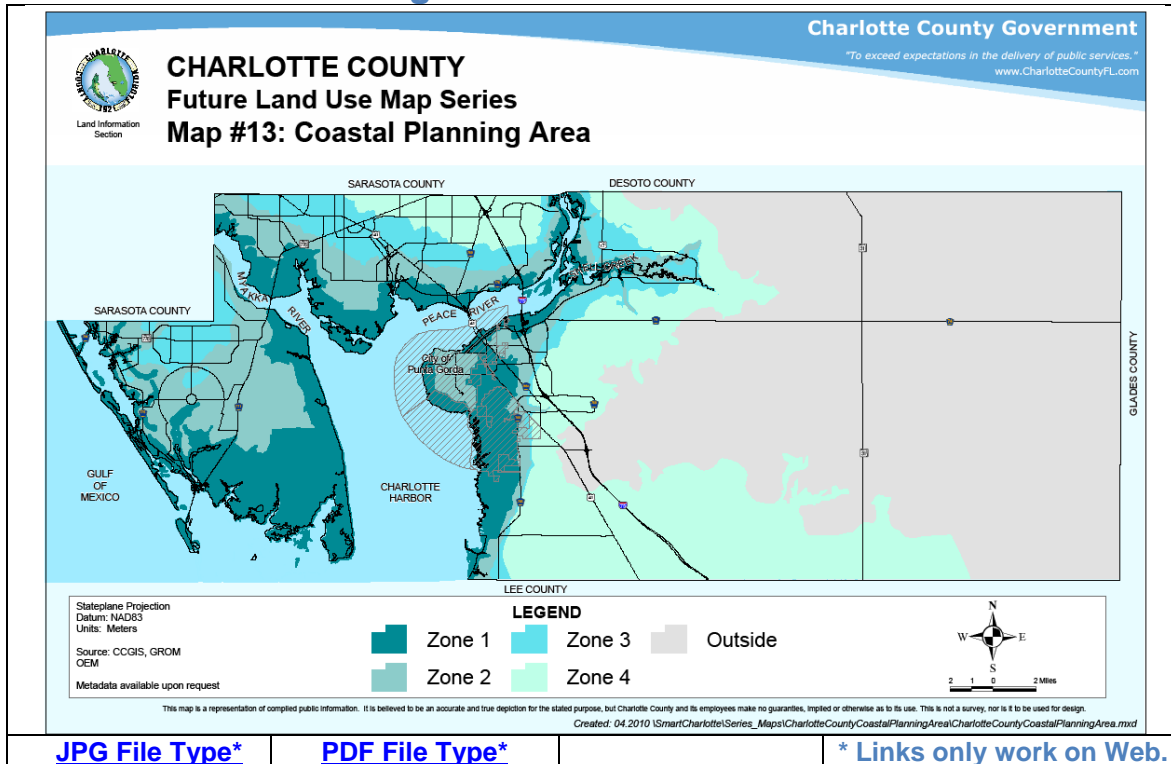 Charlotte County Government
"To exceed expectations in the delivery of public services."
www.CharlotteCountyFL.com
Land Information
Section
CHARLOTTE COUNTY
Future Land Use Map Series
Map #13: Coastal Planning Area
SARASOTA COUNTY
DESOTO COUNTY
SARASOTA COUNTY
MYAKKA
RIVER
PEACE RIVER
SHELL CREEK
City of
Punta Gorda
GLADES COUNTY
GULF
OF
MEXICO
CHARLOTTE
HARBOR
LEE COUNTY
Stateplane Projection
Datum: NAD83
Units: Meters
Source: CCGIS, GROM
OEM
Metadata available upon request
LEGEND
Zone 1
Zone 3
Outside
Zone 2
Zone 4
N
W
E
S
2 1 0 2 Miles
This map is a representation of compiled public information. It is believed to be an accurate and true depiction for the stated purpose, but Charlotte County and its employees make no guaranties, implied or otherwise as to its use. This is not a survey, nor is it to be used for design.
Created: 04.2010 \SmartCharlotte\Series_Maps\CharlotteCountyCoastalPlanningArea\CharlotteCountyCoastalPlanningArea.mxd
JPG File Type*
PDF File Type*
* Links only work on Web.